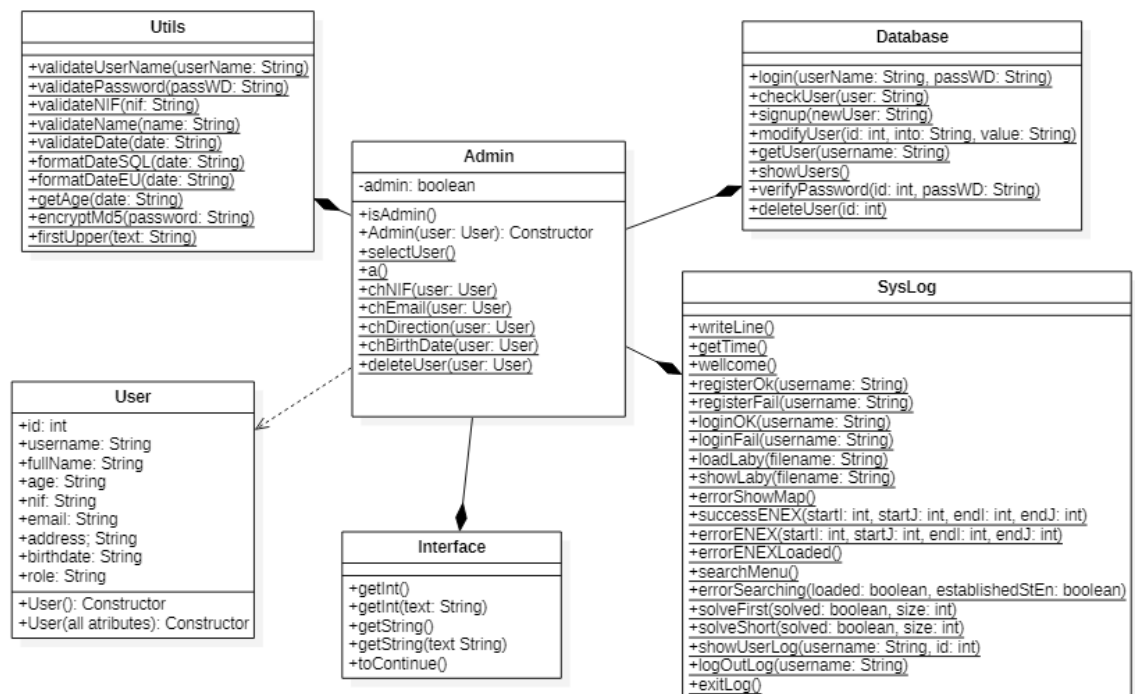 Utils
+validateUserName(userName: String)
+validatePassword(passWD: String)
+validateNIF(nif: String)
+validateName(name: String)
+validateDate(date: String)
+formatDateSQL(date: String)
+formatDateEU(date: String)
+getAge(date: String)
+encryptMd5(password: String)
+firstUpper(text: String)
Database
+login(userName: String, passWD: String)
+checkUser(user: String)
+signup(newUser: String)
+modifyUser(id: int, into: String, value: String)
+getUser(username: String)
+showUsers()
+verifyPassword(id: int, passWD: String)
+deleteUser(id: int)
Admin
-admin: boolean
+isAdmin()
+Admin(user: User): Constructor
+selectUser()
+a()
+chNIF(user: User)
+chEmail(user: User)
+chDirection(user: User)
+chBirthDate(user: User)
+deleteUser(user: User)
SysLog
+writeLine()
+getTime()
+wellcome()
+registerOk(username: String)
+registerFail(username: String)
+loginOK(username: String)
+loginFail(username: String)
+loadLaby(filename: String)
+showLaby(filename: String)
+errorShowMap()
+successENEX(startI: int, startJ: int, endI: int, endJ: int)
+errorENEX(startI: int, startJ: int, endI: int, endJ: int)
+errorENEXLoaded()
+searchMenu()
+errorSearching(loaded: boolean, establishedStEn: boolean)
+solveFirst(solved: boolean, size: int)
+solveShort(solved: boolean, size: int)
+showUserLog(username: String, id: int)
+logOutLog(username: String)
+exitLog()
User
+id: int
+username: String
+fullName: String
+age: String
+nif: String
+email: String
+address; String
+birthdate: String
+role: String
+User(): Constructor
+User(all atributes): Constructor
Interface
+getInt()
+getInt(text: String)
+getString()
+getString(text String)
+toContinue()